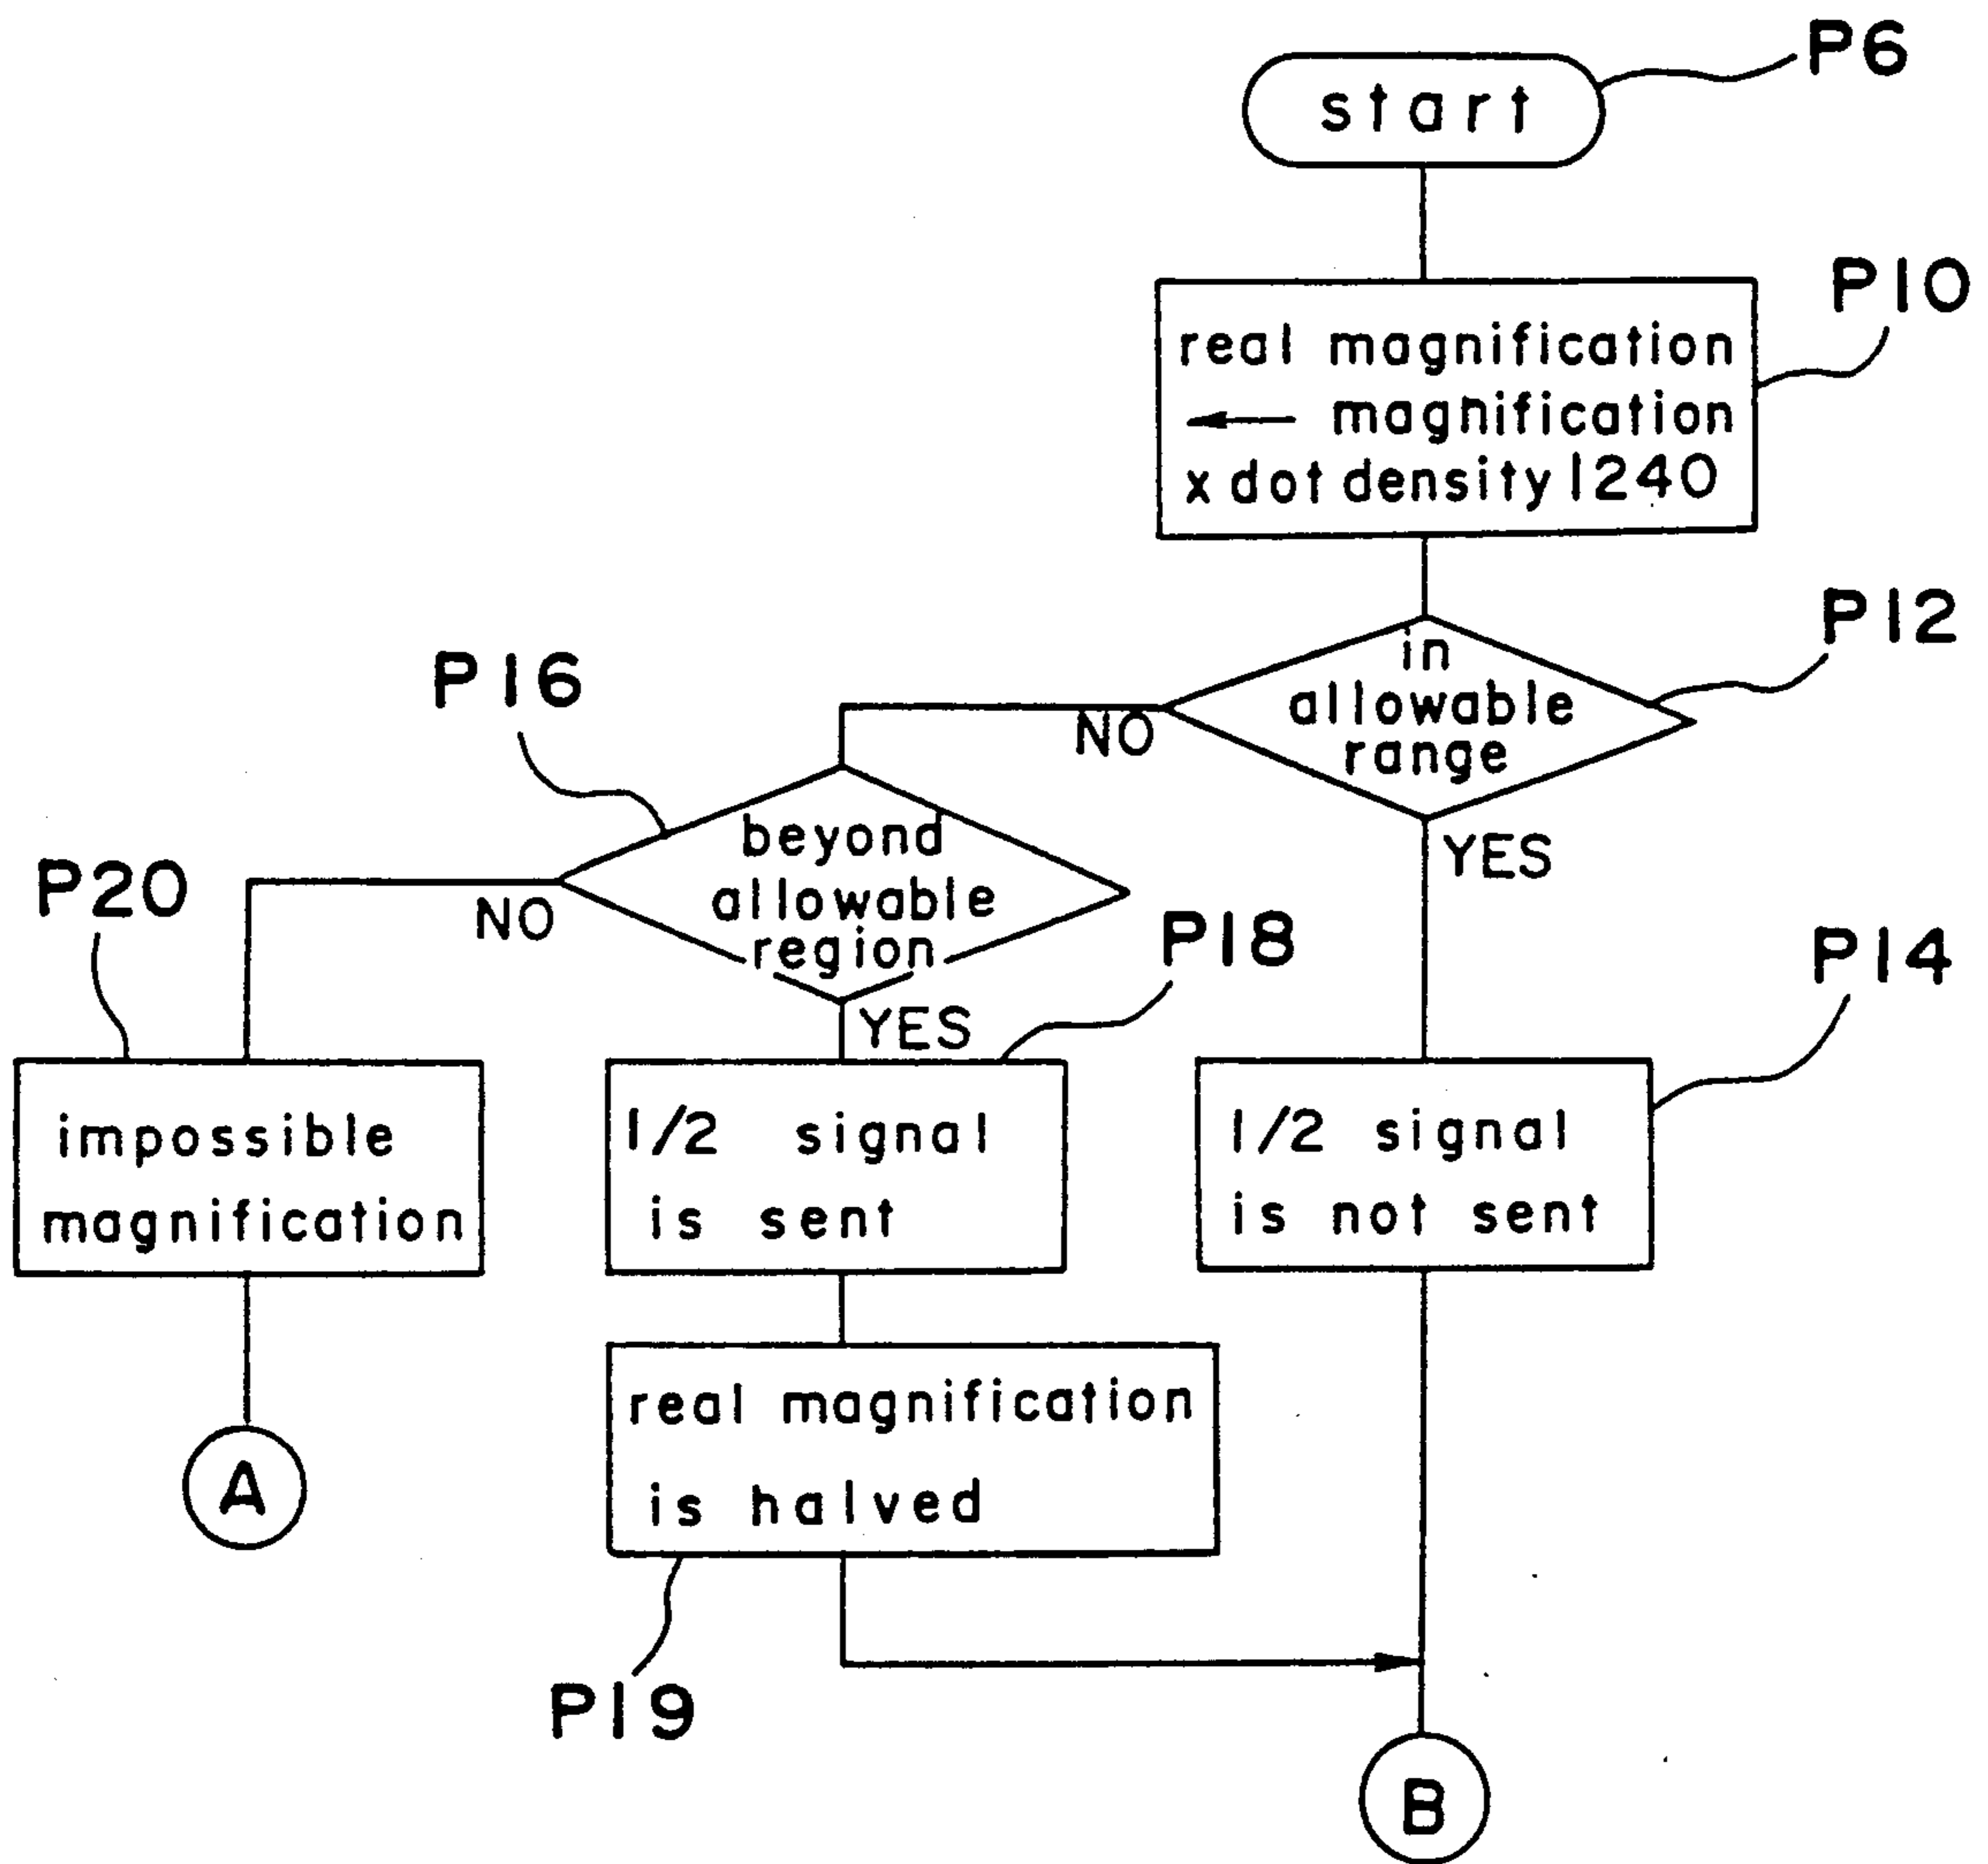 P6
start
P10
real magnification
← magnification
x dot density 1240
P12
in
allowable
range
NO
YES
P16
beyond
allowable
region
NO
YES
P20
P18
P14
impossible
magnification
1/2 signal
is sent
1/2 signal
is not sent
real magnification
is halved
P19
A
B